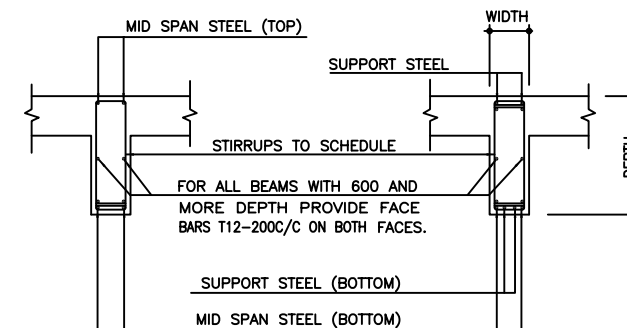 MID SPAN STEEL (TOP)
WIDTH
SUPPORT STEEL
STIRRUPS TO SCHEDULE
FOR ALL BEAMS WITH 600 AND
MORE DEPTH PROVIDE FACE
BARS T12-200C/C ON BOTH FACES.
DEPTH
SUPPORT STEEL (BOTTOM)
MID SPAN STEEL (BOTTOM)